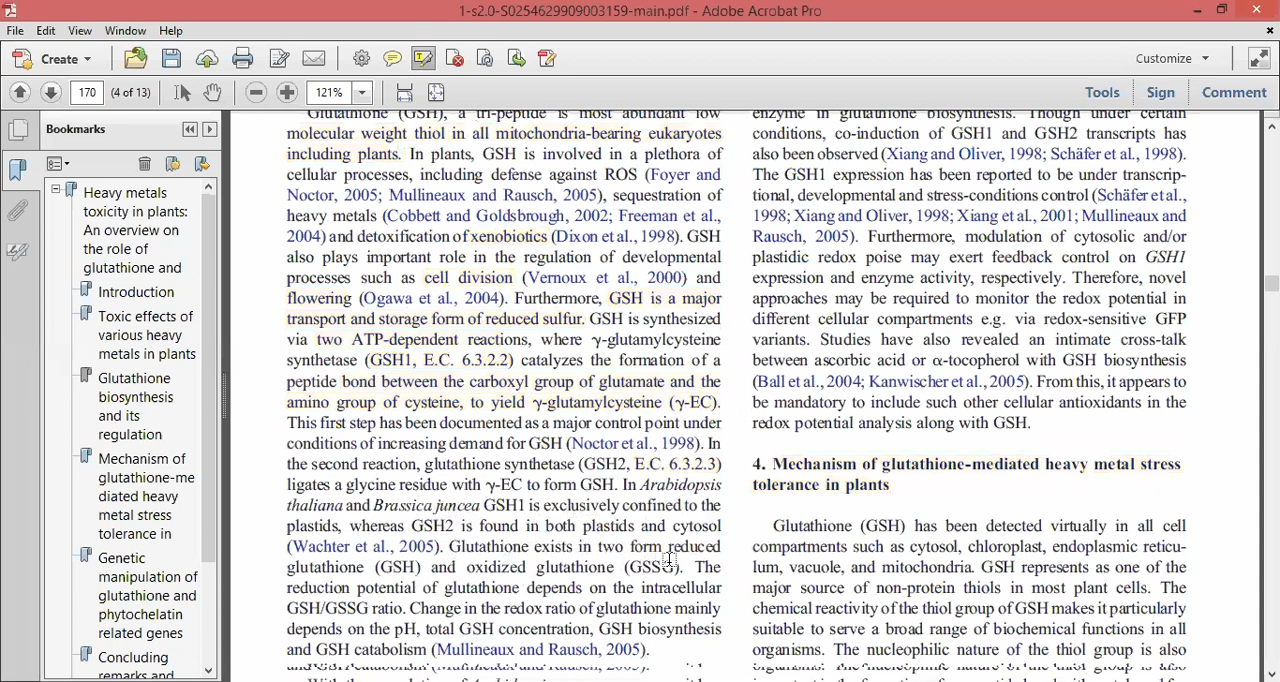 1-s2.0-S0254629909003159-main.pdf - Adobe Acrobat Pro
File Edit View Window Help
Create
Customize
170 (4 of 13) 121%
Tools Sign Comment
Bookmarks
Heavy metals
toxicity in plants:
An overview on
the role of
glutathione and
Introduction
Toxic effects of
various heavy
metals in plants
Glutathione
biosynthesis
and its
regulation
Mechanism of
glutathione-me
diated heavy
metal stress
tolerance in
Genetic
manipulation of
glutathione and
phytochelatin
related genes
Concluding
remarks and
Glutathione (GSH), a tri-peptide is most abundant low
molecular weight thiol in all mitochondria-bearing eukaryotes
including plants. In plants, GSH is involved in a plethora of
cellular processes, including defense against ROS (Foyer and
Noctor, 2005; Mullineaux and Rausch, 2005), sequestration of
heavy metals (Cobbett and Goldsbrough, 2002; Freeman et al.,
2004) and detoxification of xenobiotics (Dixon et al., 1998). GSH
also plays important role in the regulation of developmental
processes such as cell division (Vernoux et al., 2000) and
flowering (Ogawa et al., 2004). Furthermore, GSH is a major
transport and storage form of reduced sulfur. GSH is synthesized
via two ATP-dependent reactions, where γ-glutamylcysteine
synthetase (GSH1, E.C. 6.3.2.2) catalyzes the formation of a
peptide bond between the carboxyl group of glutamate and the
amino group of cysteine, to yield γ-glutamylcysteine (γ-EC).
This first step has been documented as a major control point under
conditions of increasing demand for GSH (Noctor et al., 1998). In
the second reaction, glutathione synthetase (GSH2, E.C. 6.3.2.3)
ligates a glycine residue with γ-EC to form GSH. In Arabidopsis
thaliana and Brassica juncea GSH1 is exclusively confined to the
plastids, whereas GSH2 is found in both plastids and cytosol
(Wachter et al., 2005). Glutathione exists in two form reduced
glutathione (GSH) and oxidized glutathione (GSSG). The
reduction potential of glutathione depends on the intracellular
GSH/GSSG ratio. Change in the redox ratio of glutathione mainly
depends on the pH, total GSH concentration, GSH biosynthesis
and GSH catabolism (Mullineaux and Rausch, 2005).
enzyme in glutathione biosynthesis. Though under certain
conditions, co-induction of GSH1 and GSH2 transcripts has
also been observed (Xiang and Oliver, 1998; Schäfer et al., 1998).
The GSH1 expression has been reported to be under transcrip-
tional, developmental and stress-conditions control (Schäfer et al.,
1998; Xiang and Oliver, 1998; Xiang et al., 2001; Mullineaux and
Rausch, 2005). Furthermore, modulation of cytosolic and/or
plastidic redox poise may exert feedback control on GSH1
expression and enzyme activity, respectively. Therefore, novel
approaches may be required to monitor the redox potential in
different cellular compartments e.g. via redox-sensitive GFP
variants. Studies have also revealed an intimate cross-talk
between ascorbic acid or α-tocopherol with GSH biosynthesis
(Ball et al., 2004; Kanwischer et al., 2005). From this, it appears to
be mandatory to include such other cellular antioxidants in the
redox potential analysis along with GSH.
4. Mechanism of glutathione-mediated heavy metal stress
tolerance in plants
Glutathione (GSH) has been detected virtually in all cell
compartments such as cytosol, chloroplast, endoplasmic reticu-
lum, vacuole, and mitochondria. GSH represents as one of the
major source of non-protein thiols in most plant cells. The
chemical reactivity of the thiol group of GSH makes it particularly
suitable to serve a broad range of biochemical functions in all
organisms. The nucleophilic nature of the thiol group is also